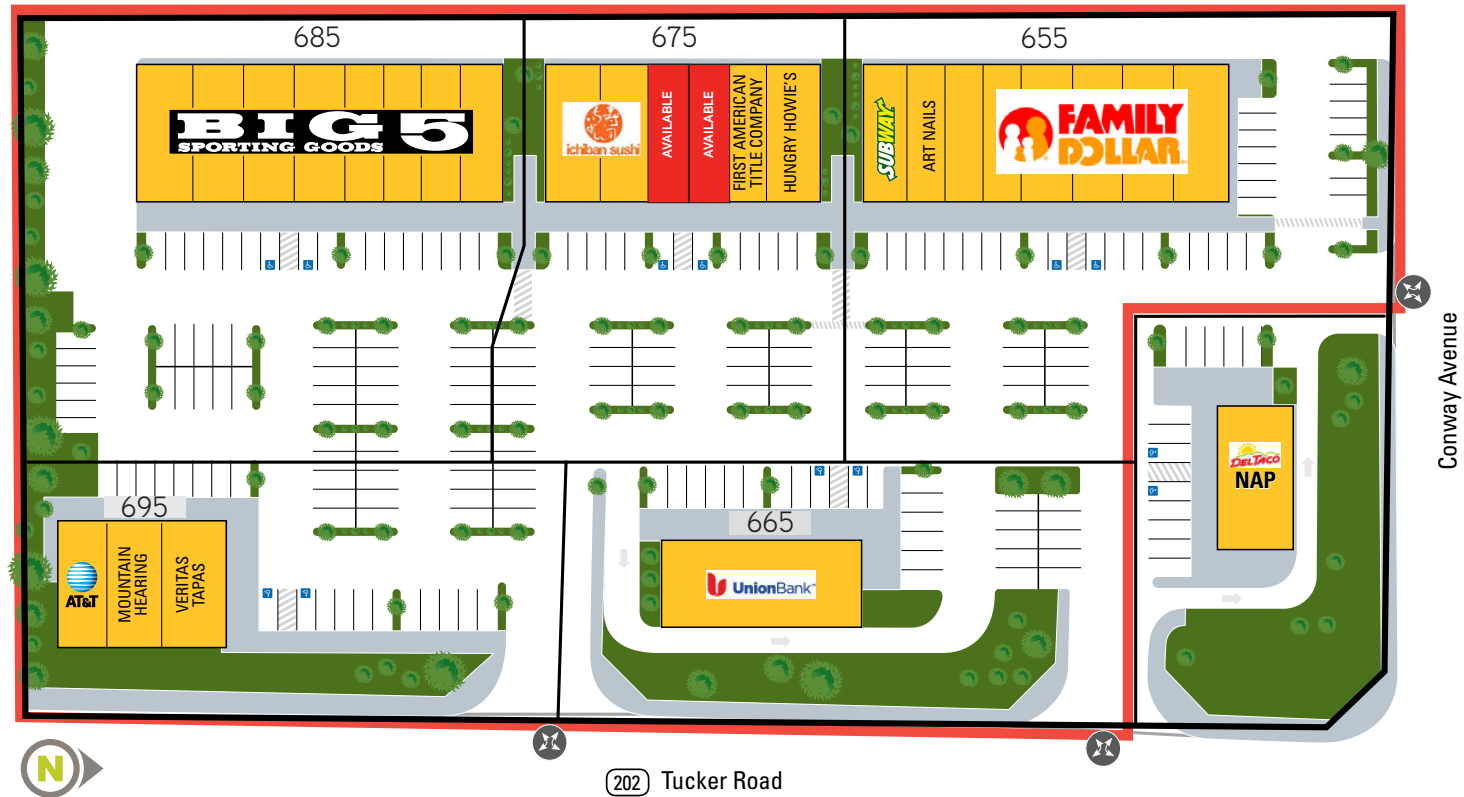 685
675
655
BIG 5
SPORTING GOODS
ichiban sushi
AVAILABLE
AVAILABLE
FIRST AMERICAN
TITLE COMPANY
HUNGRY HOWIE'S
SUBWAY
ART NAILS
FAMILY
DOLLAR
Conway Avenue
DEL TACO
NAP
695
AT&T
MOUNTAIN
HEARING
VERITAS
TAPAS
665
UnionBank
N
202 Tucker Road